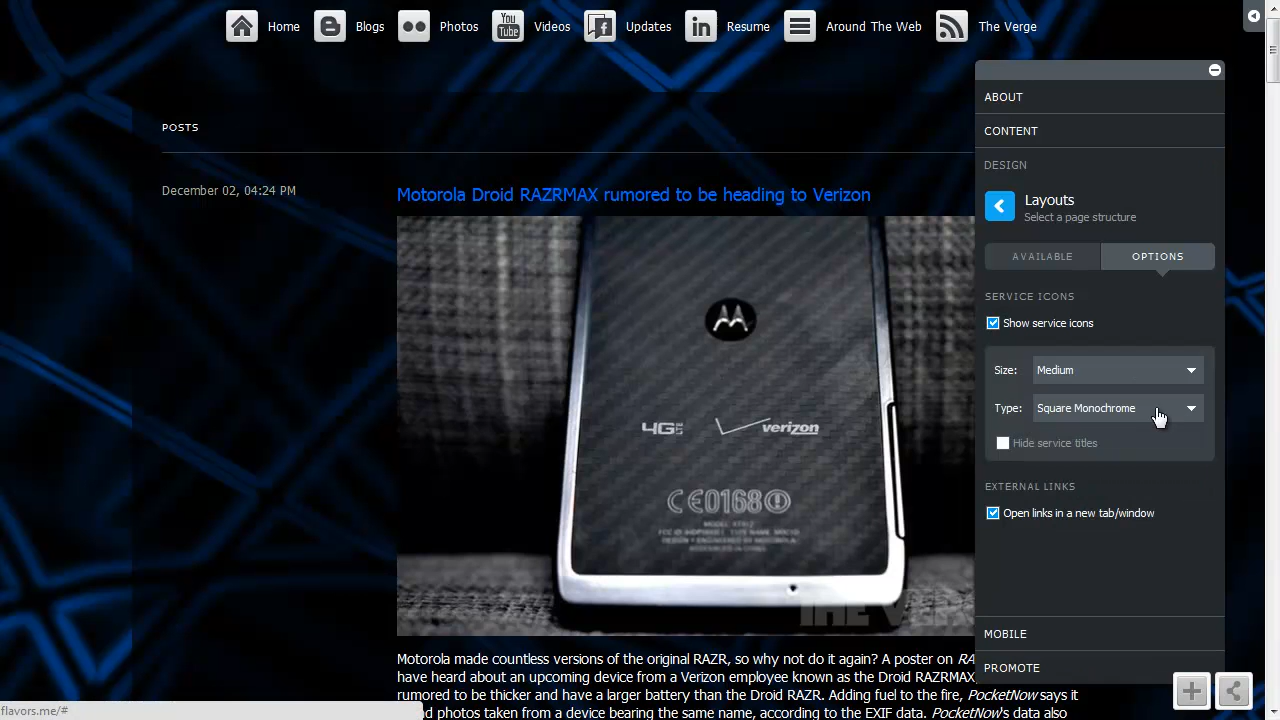 Home
Blogs
Photos
You Tube
Videos
Updates
in
Resume
Around The Web
The Verge
POSTS
December 02, 04:24 PM
Motorola Droid RAZRMAX rumored to be heading to Verizon
4G LTE
verizon
CE0168
THE VER
Motorola made countless versions of the original RAZR, so why not do it again? A poster on
have heard about an upcoming device from a Verizon employee known as the Droid RAZRMAX,
rumored to be thicker and have a larger battery than the Droid RAZR. Adding fuel to the fire, PocketNow says it
photos taken from a device bearing the same name, according to the EXIF data. PocketNow's data also
ABOUT
CONTENT
DESIGN
Layouts
Select a page structure
AVAILABLE
OPTIONS
SERVICE ICONS
Show service icons
Size: Medium
Type: Square Monochrome
Hide service titles
EXTERNAL LINKS
Open links in a new tab/window
MOBILE
PROMOTE
flavors.me/#